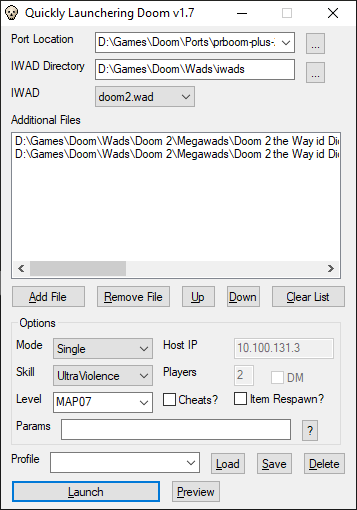 Quickly Launchering Doom v1.7
Port Location D:\Games\Doom\Ports\prboom-plus-. ...
IWAD Directory D:\Games\Doom\Wads\iwads ...
IWAD doom2.wad
Additional Files
D:\Games\Doom\Wads\Doom 2\Megawads\Doom 2 the Way id Did
D:\Games\Doom\Wads\Doom 2\Megawads\Doom 2 the Way id Did
Add File Remove File Up Down Clear List
Options
Mode Single Host IP 10.100.131.3
Skill UltraViolence Players 2 DM
Level MAP07 Cheats? Item Respawn?
Params ?
Profile Load Save Delete
Launch Preview